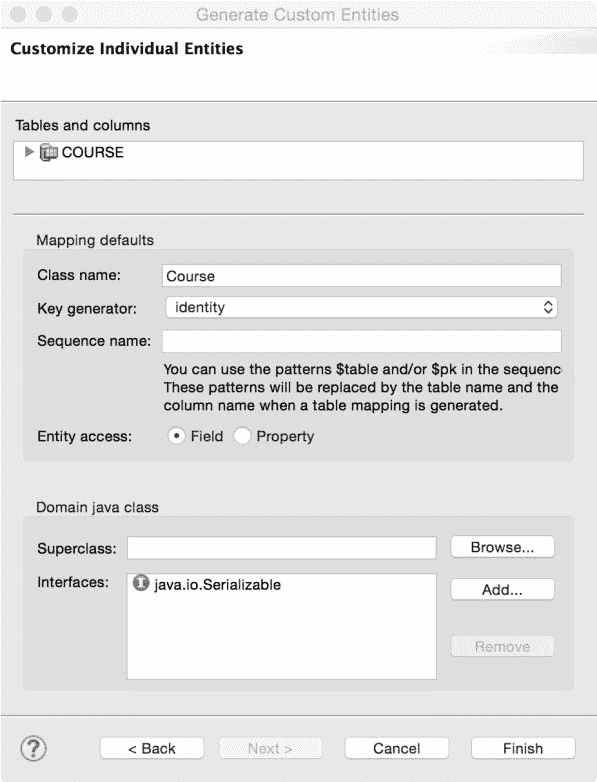 Generate Custom Entities
Customize Individual Entities
Tables and columns
COURSE
Mapping defaults
Class name: Course
Key generator: identity
Sequence name:
You can use the patterns $table and/or $pk in the sequenc
These patterns will be replaced by the table name and the
column name when a table mapping is generated.
Entity access: Field Property
Domain java class
Superclass: Browse...
Interfaces: I java.io.Serializable Add...
Remove
? < Back Next > Cancel Finish